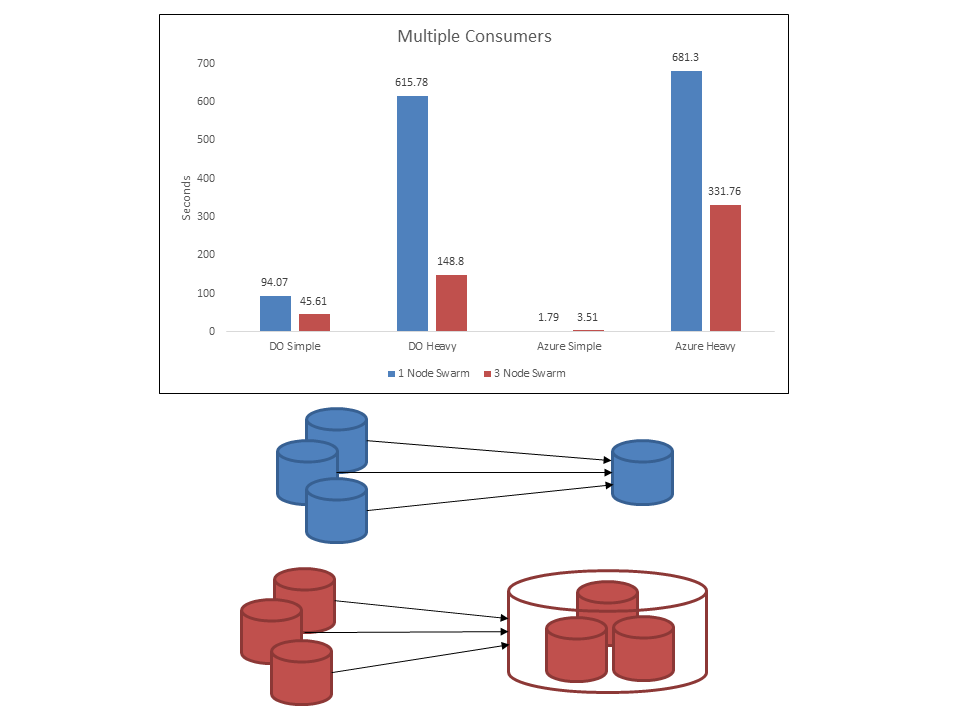 Multiple Consumers
700
600
500
400
300
200
100
0
Seconds
94.07
45.61
615.78
148.8
1.79
3.51
681.3
331.76
DO Simple
DO Heavy
Azure Simple
Azure Heavy
1 Node Swarm
3 Node Swarm